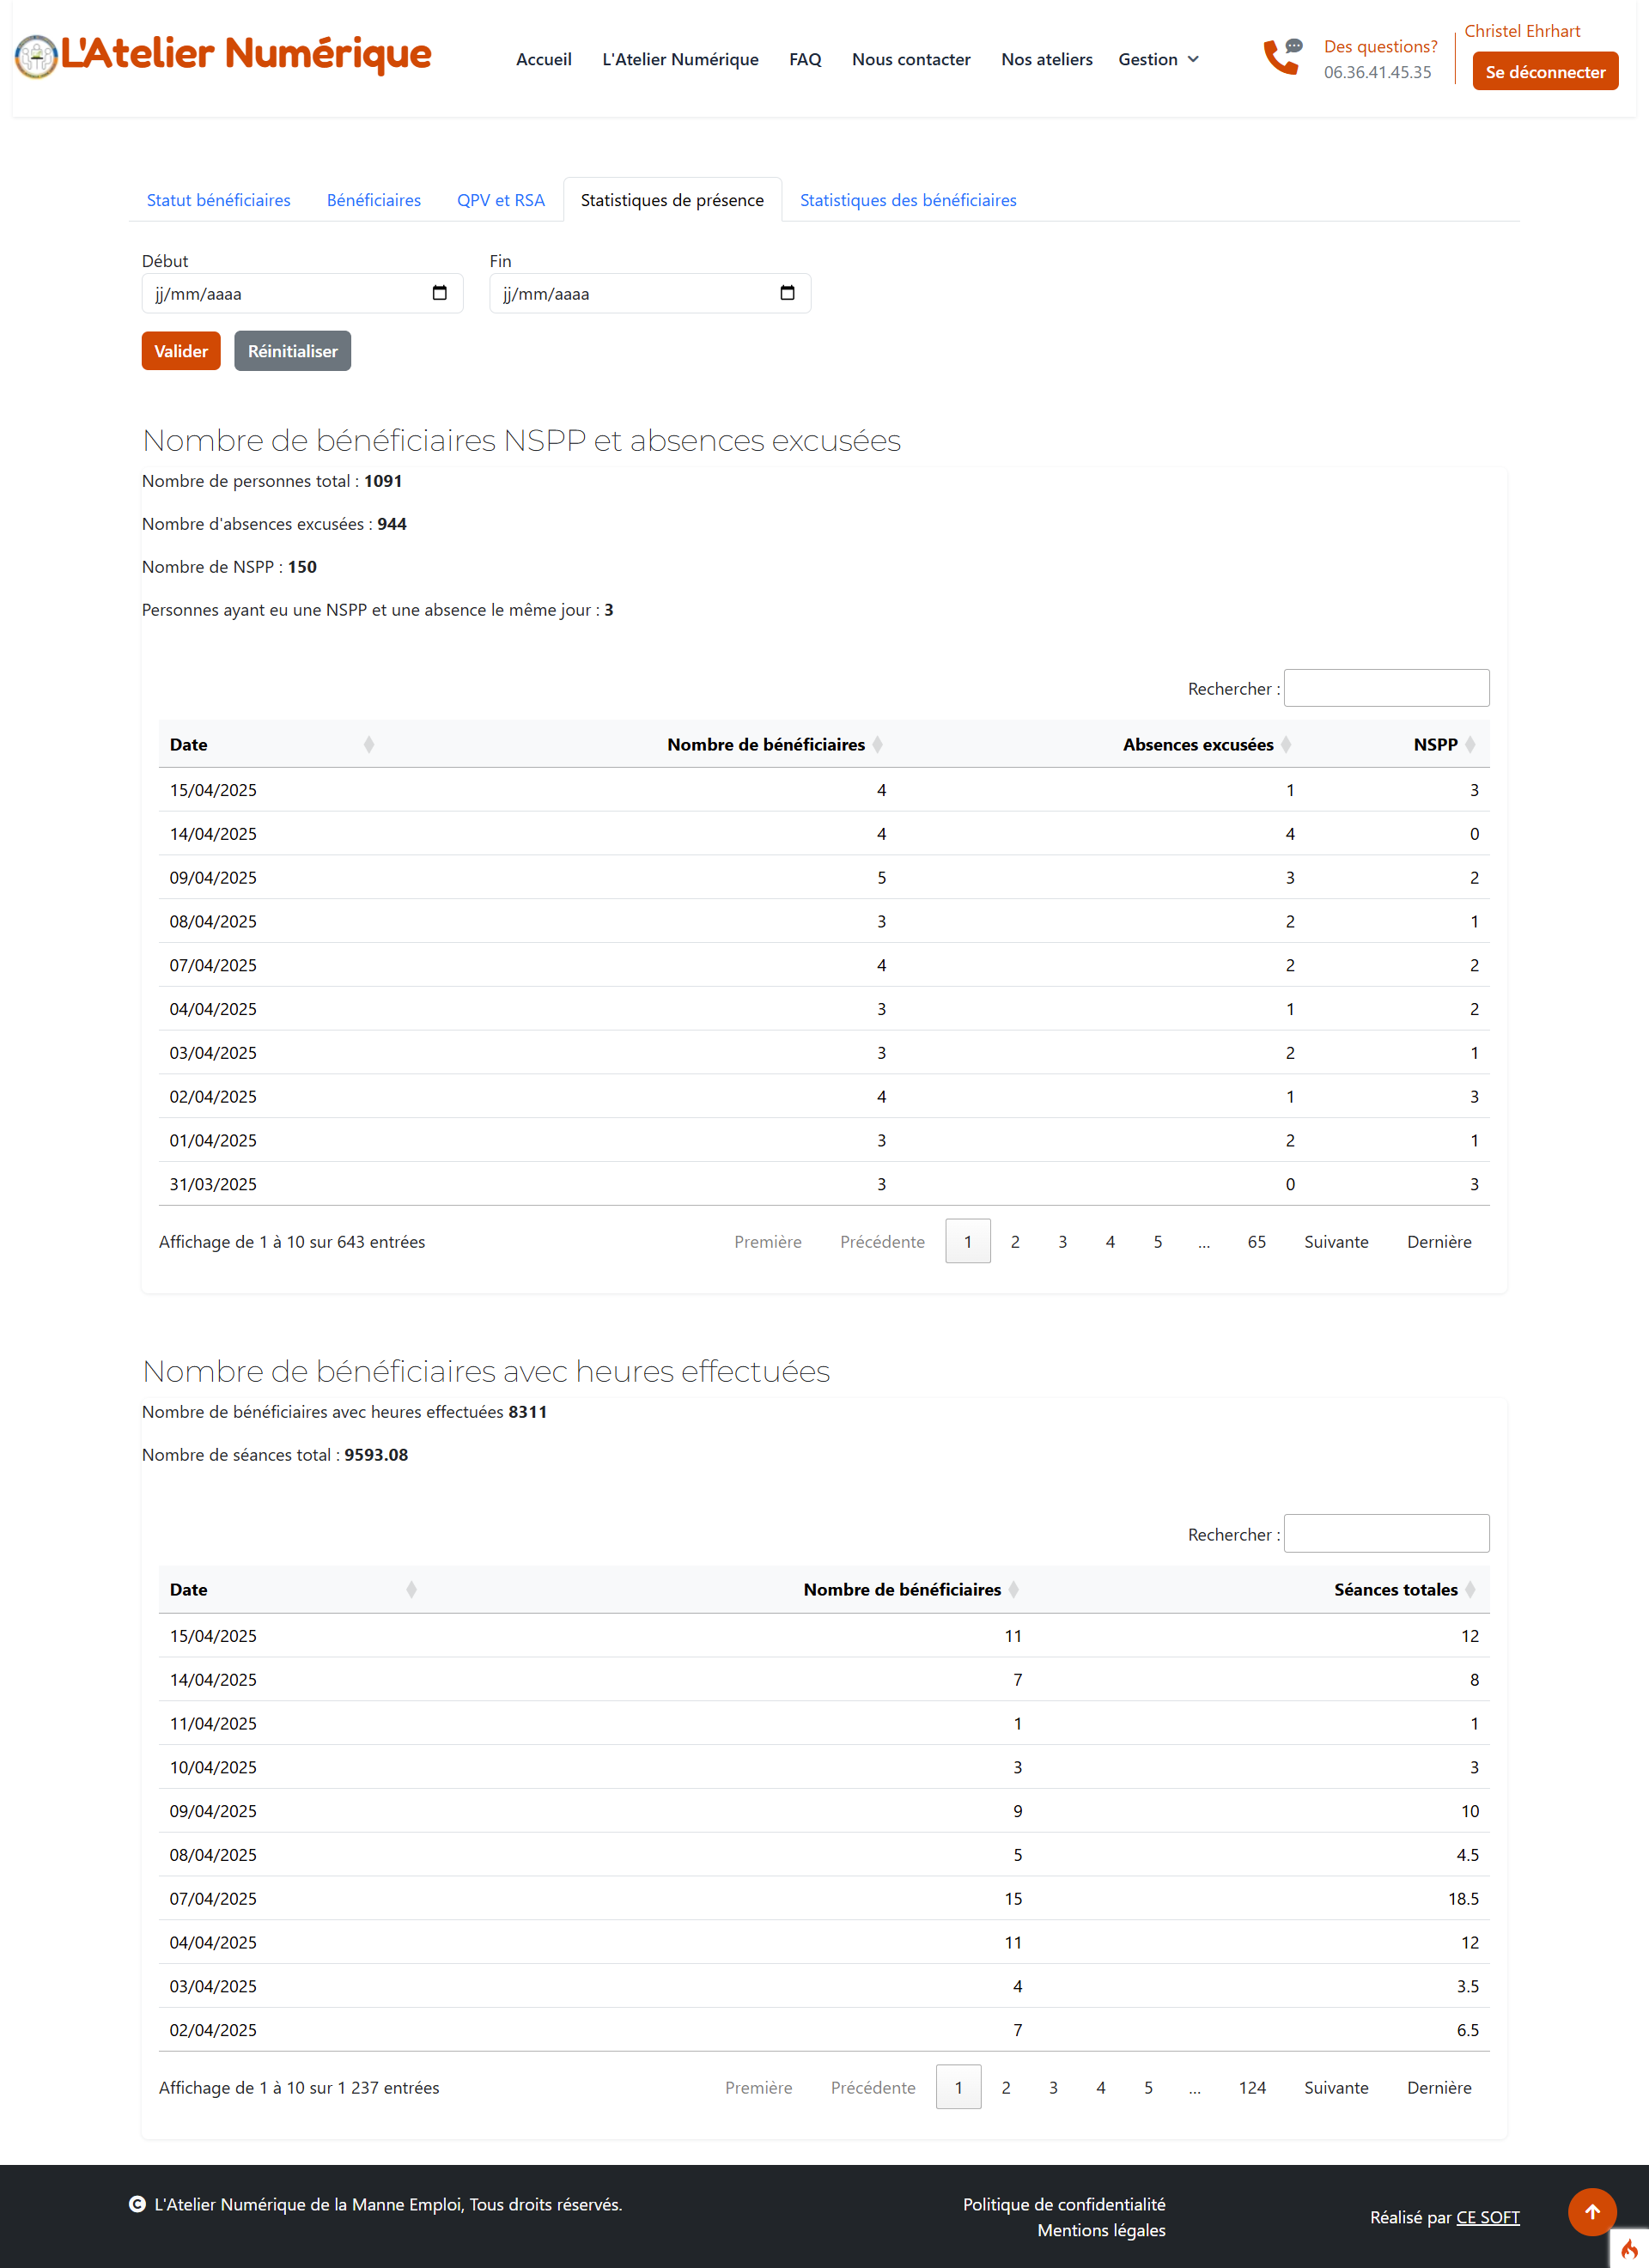 L'Atelier Numérique
Accueil L'Atelier Numérique FAQ Nous contacter Nos ateliers Gestion
Des questions?
06.36.41.45.35
Christel Ehrhart
Se déconnecter
Statut bénéficiaires Bénéficiaires QPV et RSA Statistiques de présence Statistiques des bénéficiaires
Début Fin
jj/mm/aaaa jj/mm/aaaa
Valider Réinitialiser
Nombre de bénéficiaires NSPP et absences excusées
Nombre de personnes total : 1091
Nombre d'absences excusées : 944
Nombre de NSPP : 150
Personnes ayant eu une NSPP et une absence le même jour : 3
Rechercher :
Date Nombre de bénéficiaires Absences excusées NSPP
15/04/2025 4 1 3
14/04/2025 4 4 0
09/04/2025 5 3 2
08/04/2025 3 2 1
07/04/2025 4 2 2
04/04/2025 3 1 2
03/04/2025 3 2 1
02/04/2025 4 1 3
01/04/2025 3 2 1
31/03/2025 3 0 3
Affichage de 1 à 10 sur 643 entrées Première Précédente 1 2 3 4 5 … 65 Suivante Dernière
Nombre de bénéficiaires avec heures effectuées
Nombre de bénéficiaires avec heures effectuées 8311
Nombre de séances total : 9593.08
Rechercher :
Date Nombre de bénéficiaires Séances totales
15/04/2025 11 12
14/04/2025 7 8
11/04/2025 1 1
10/04/2025 3 3
09/04/2025 9 10
08/04/2025 5 4.5
07/04/2025 15 18.5
04/04/2025 11 12
03/04/2025 4 3.5
02/04/2025 7 6.5
Affichage de 1 à 10 sur 1 237 entrées Première Précédente 1 2 3 4 5 … 124 Suivante Dernière
L'Atelier Numérique de la Manne Emploi, Tous droits réservés.
Politique de confidentialité
Mentions légales
Réalisé par CE SOFT